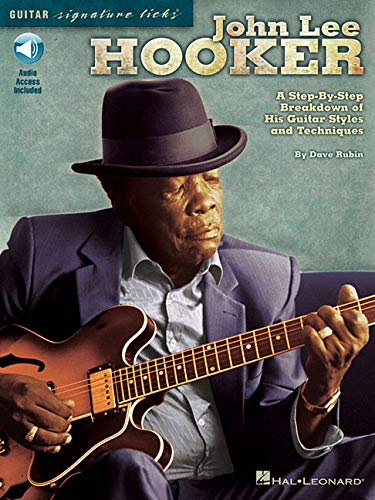 GUITAR signature licks
Audio
Access
Included
John Lee
HOOKER
A Step-By-Step
Breakdown of
His Guitar Styles
and Techniques
By Dave Rubin
HAL•LEONARD®